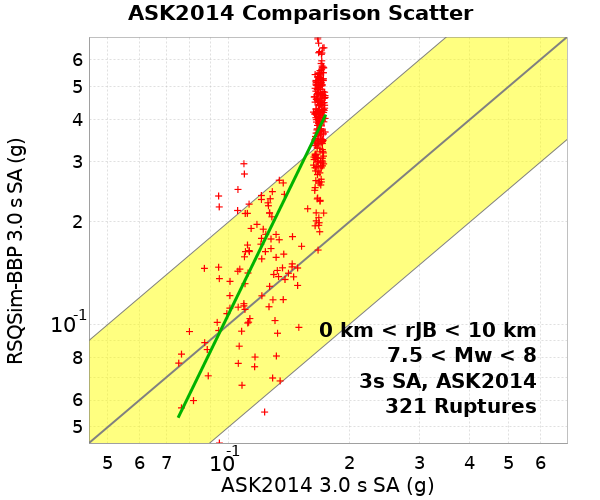 ASK2014 Comparison Scatter
RSQSim-BBP 3.0 s SA (g)
6
5
4
3
2
10^-1
8
7
6
5
0 km < rJB < 10 km
7.5 < Mw < 8
3s SA, ASK2014
321 Ruptures
5 6 7 10^-1 2 3 4 5 6
ASK2014 3.0 s SA (g)